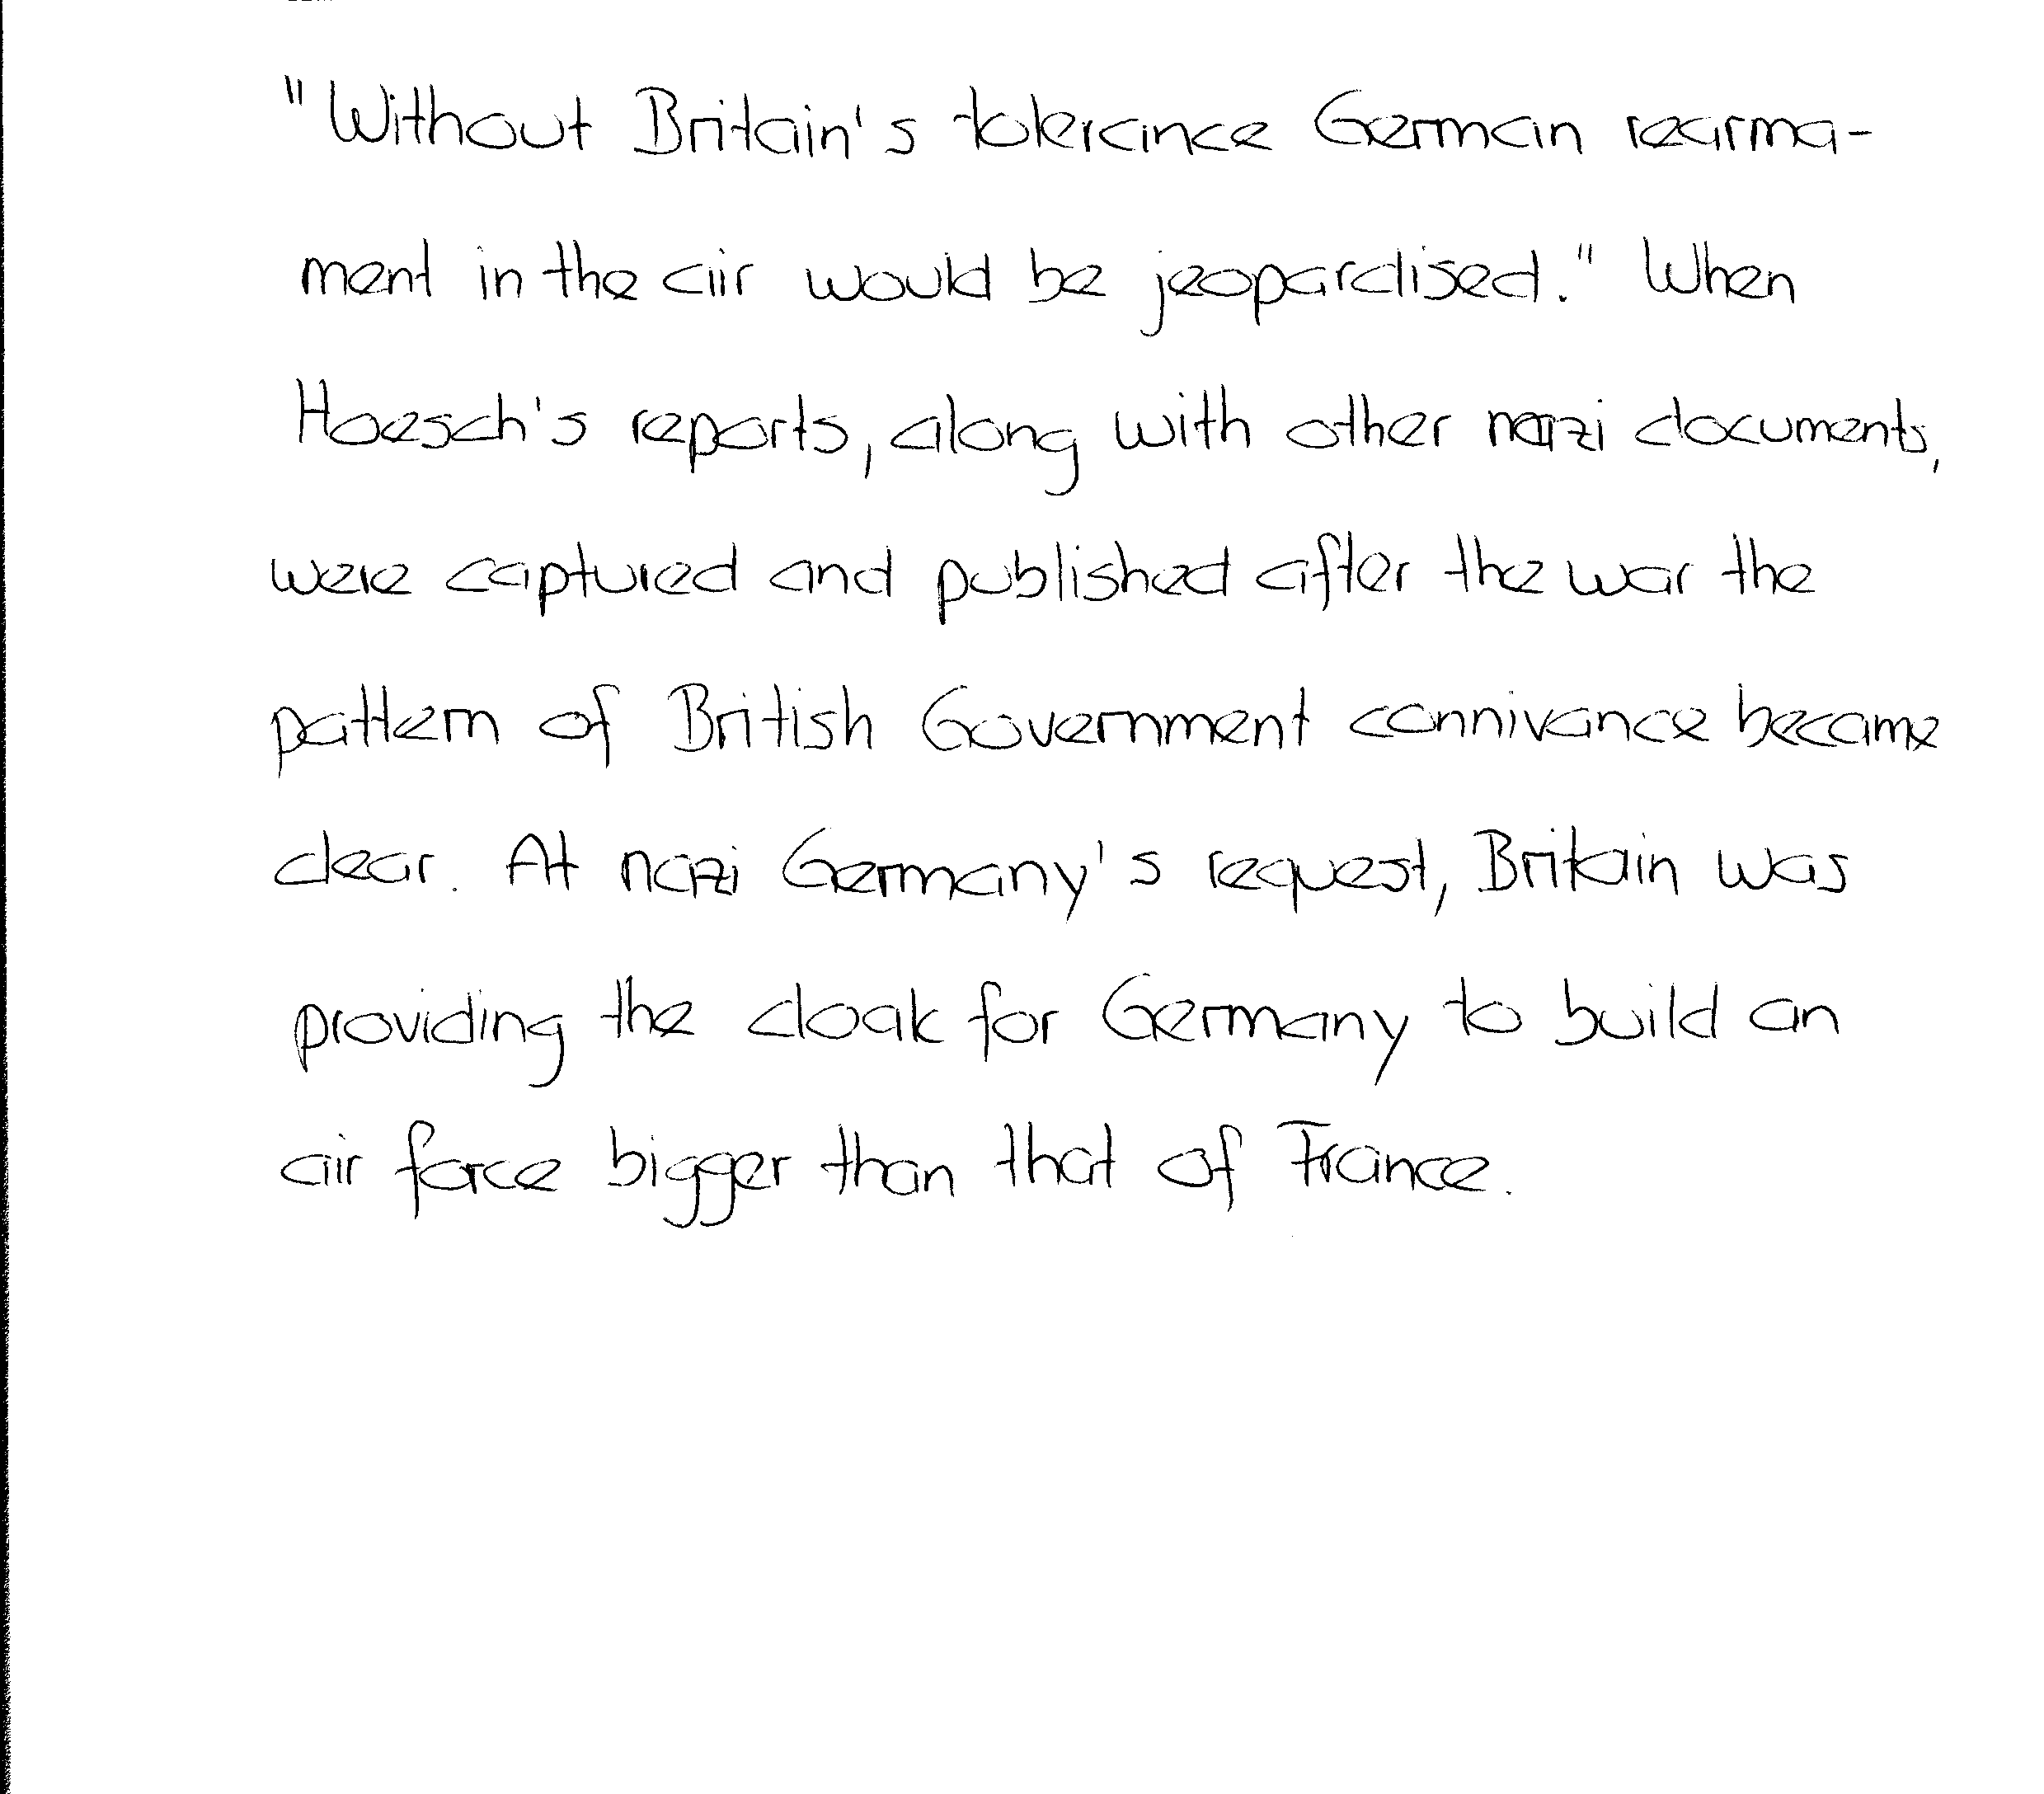 "Without Britain's tolerance German rearma-
ment in the air would be jeopardised." When
Hoesch's reports, along with other nazi documents,
were captured and published after the war the
pattern of British Government connivance became
clear. At nazi Germany's request, Britain was
providing the cloak for Germany to build an
air force bigger than that of France.